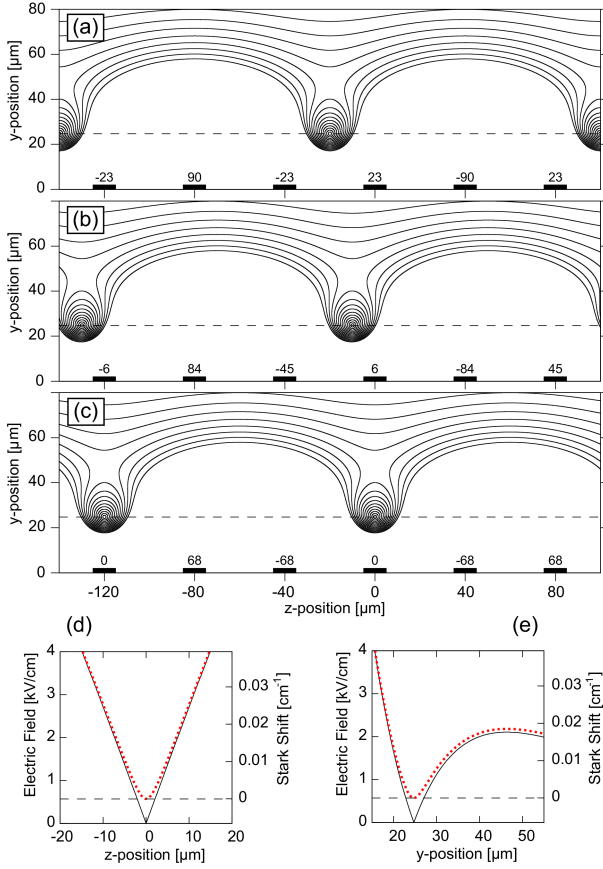 80
(a)
y-position [μm]
60
40
20
-23 90 -23 23 -90 23
0
(b)
y-position [μm]
60
40
20
-6 84 -45 6 -84 45
0
(c)
y-position [μm]
60
40
20
0 68 -68 0 -68 68
0
-120 -80 -40 0 40 80
z-position [μm]
(d)
Electric Field [kV/cm]
4
3
2
1
0
-20 -10 0 10 20
z-position [μm]
0.03
0.02
0.01
0
Stark Shift [cm-1]
(e)
Electric Field [kV/cm]
4
3
2
1
0
20 30 40 50
y-position [μm]
0.03
0.02
0.01
0
Stark Shift [cm-1]